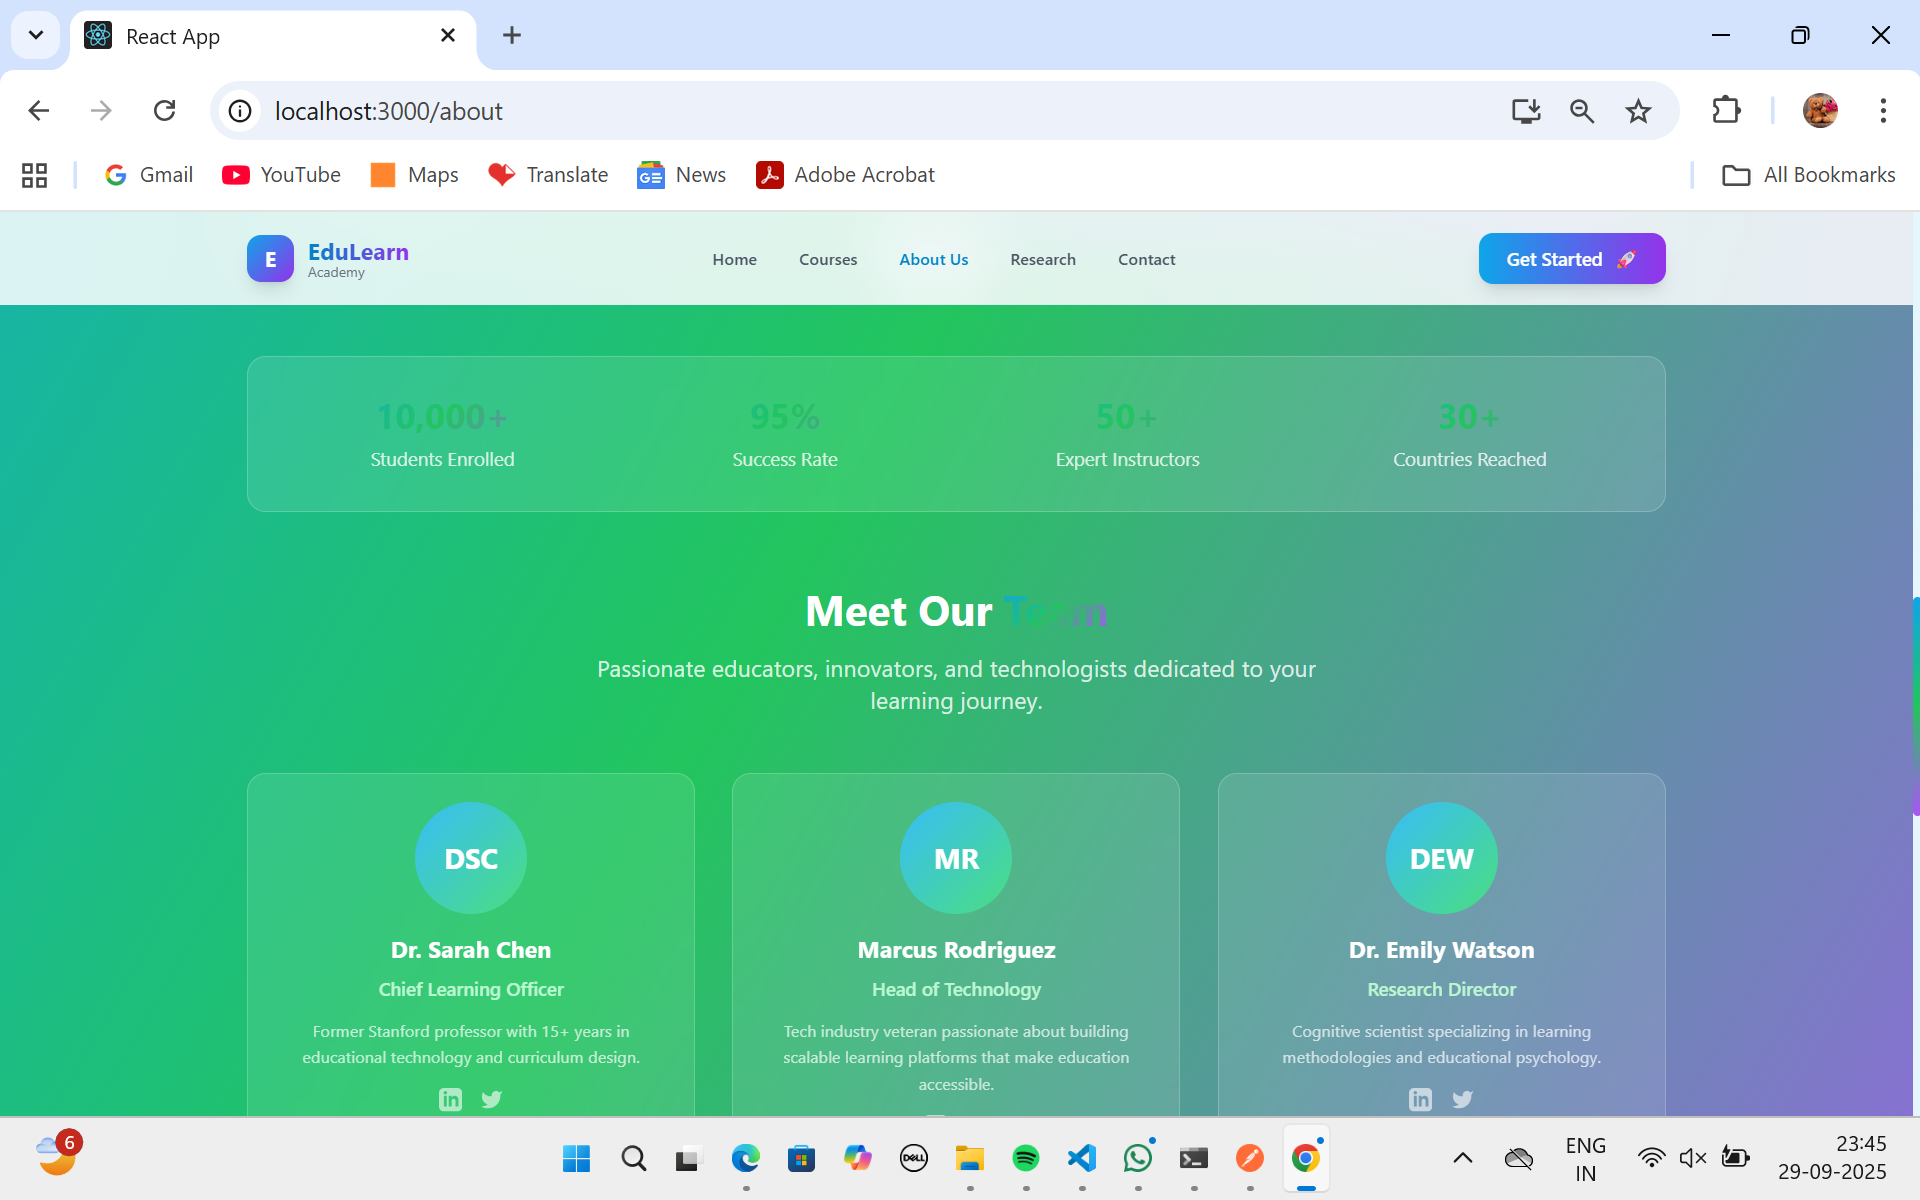 React App
localhost:3000/about
Gmail
YouTube
Maps
Translate
News
Adobe Acrobat
All Bookmarks
E
EduLearn
Academy
Home
Courses
About Us
Research
Contact
Get Started 🚀
10,000+
Students Enrolled
95%
Success Rate
50+
Expert Instructors
30+
Countries Reached
Meet Our Team
Passionate educators, innovators, and technologists dedicated to your
learning journey.
DSC
Dr. Sarah Chen
Chief Learning Officer
Former Stanford professor with 15+ years in
educational technology and curriculum design.
in
MR
Marcus Rodriguez
Head of Technology
Tech industry veteran passionate about building
scalable learning platforms that make education
accessible.
DEW
Dr. Emily Watson
Research Director
Cognitive scientist specializing in learning
methodologies and educational psychology.
in
6
DELL
ENG
IN
23:45
29-09-2025